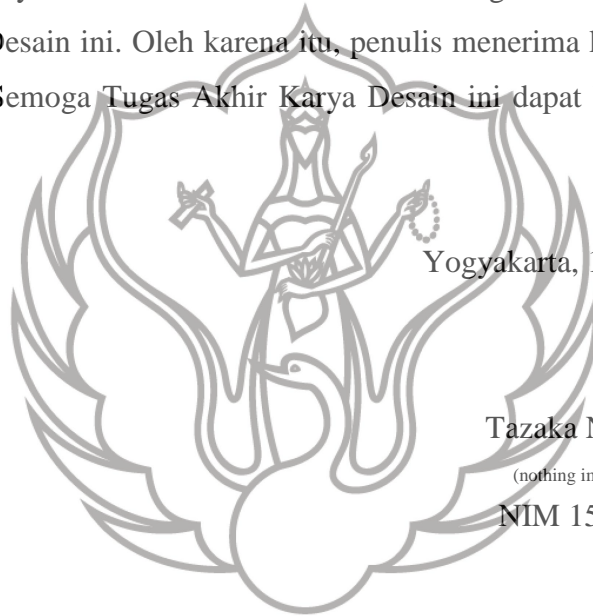 Desain ini. Oleh karena itu, penulis menerima
Semoga Tugas Akhir Karya Desain ini dapat
Yogyakarta,
Tazaka
(nothing in
NIM 15